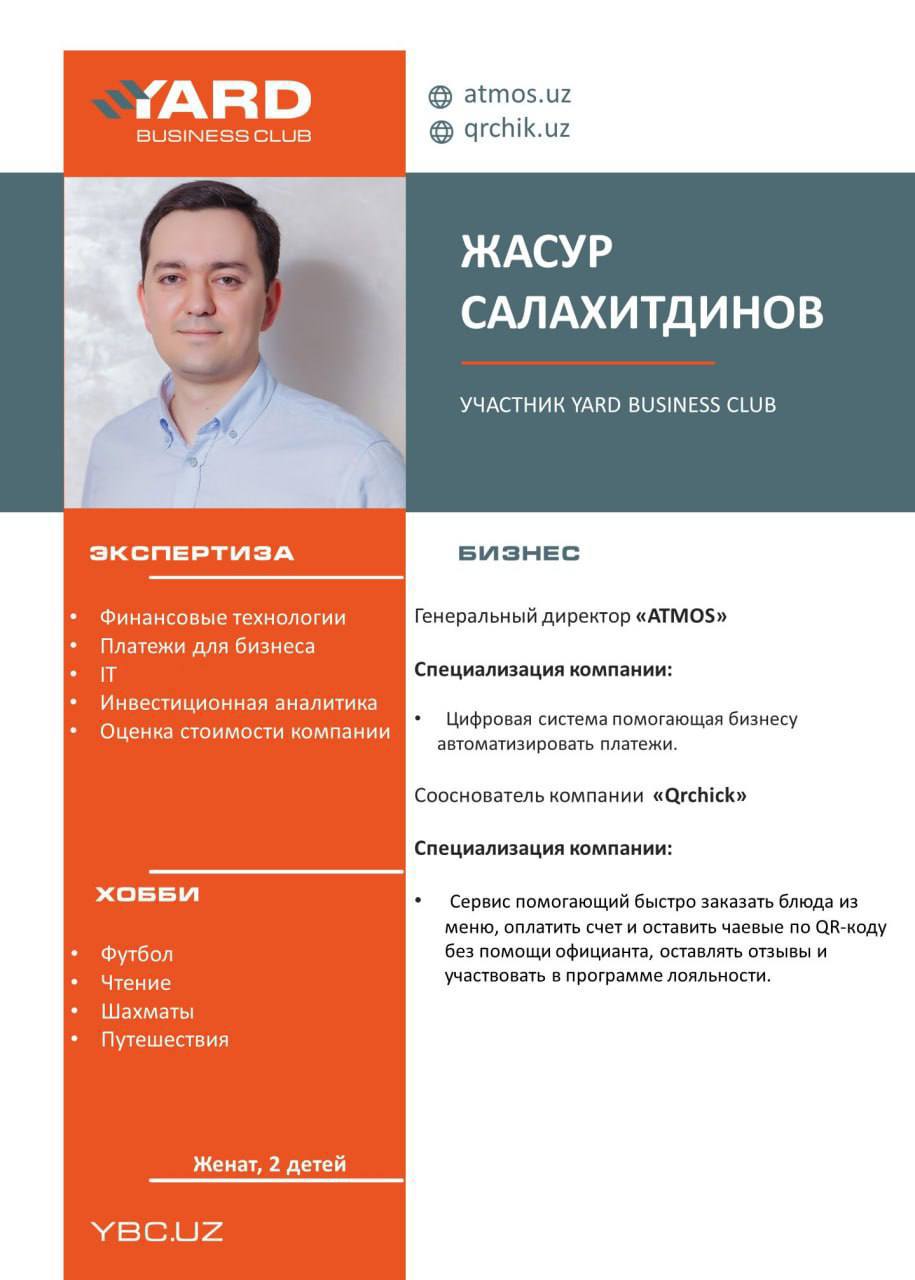 YARD
BUSINESS CLUB
atmos.uz
qrchik.uz
ЖАСУР
САЛАХИТДИНОВ
УЧАСТНИК YARD BUSINESS CLUB
ЭКСПЕРТИЗА
• Финансовые технологии
• Платежи для бизнеса
• IT
• Инвестиционная аналитика
• Оценка стоимости компании
ХОББИ
• Футбол
• Чтение
• Шахматы
• Путешествия
Женат, 2 детей
YBC.UZ
БИЗНЕС
Генеральный директор «ATMOS»
Специализация компании:
• Цифровая система помогающая бизнесу
автоматизировать платежи.
Сооснователь компании «Qrchick»
Специализация компании:
• Сервис помогающий быстро заказать блюда из
меню, оплатить счет и оставить чаевые по QR-коду
без помощи официанта, оставлять отзывы и
участвовать в программе лояльности.